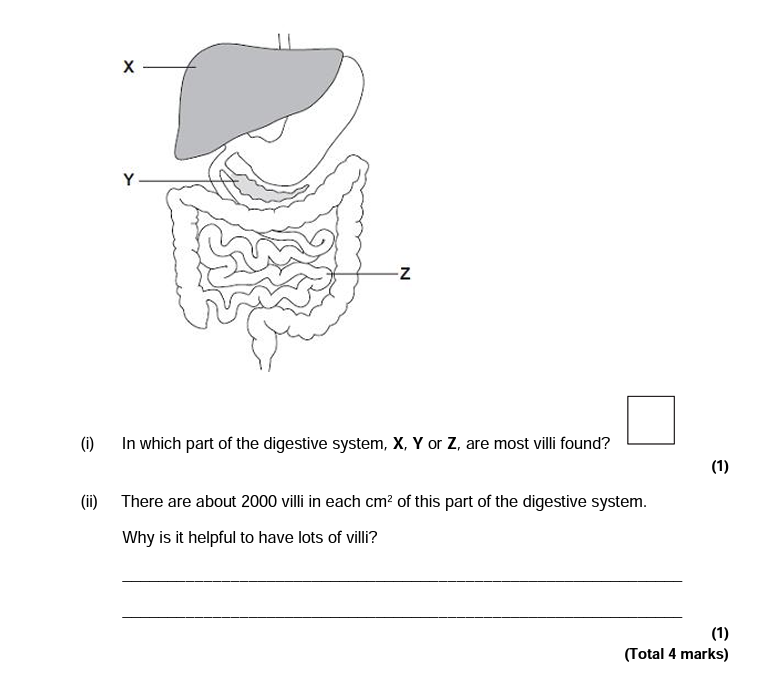 X
Y
Z
(i) In which part of the digestive system, X, Y or Z, are most villi found?
(1)
(ii) There are about 2000 villi in each cm² of this part of the digestive system.
Why is it helpful to have lots of villi?
(1)
(Total 4 marks)